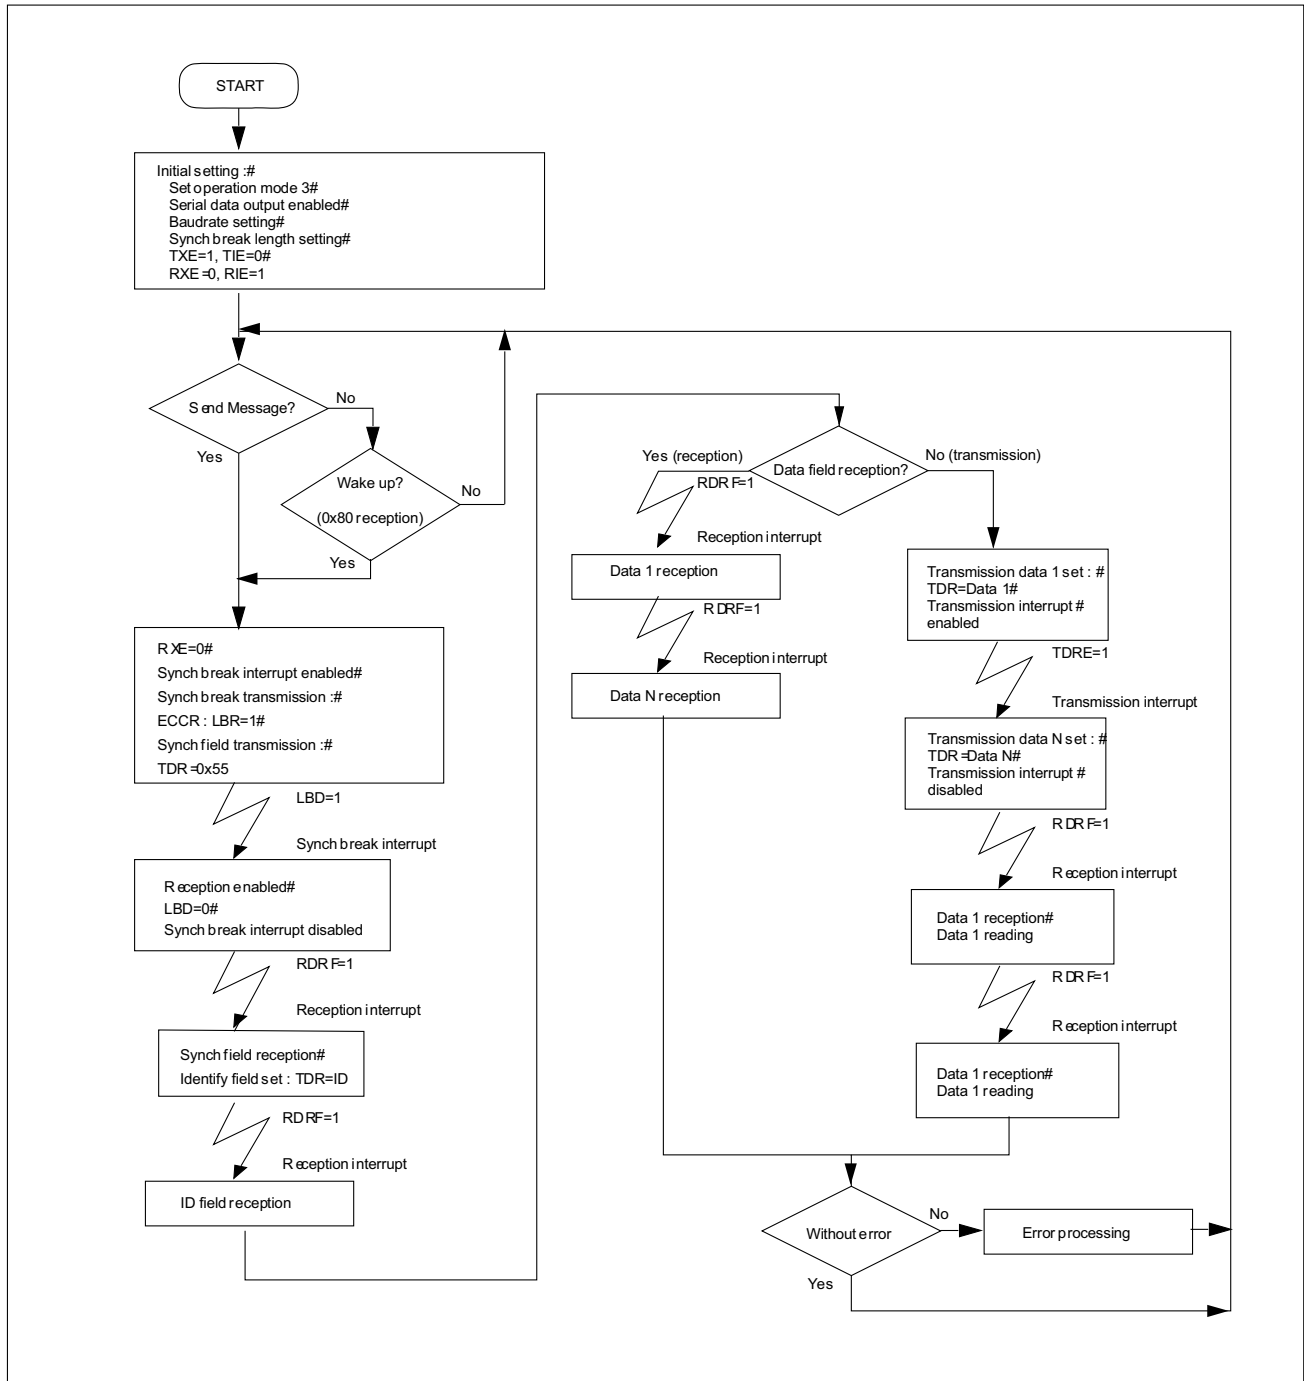 START
Initial setting :#
Set operation mode 3#
Serial data output enabled#
Baudrate setting#
Synch break length setting#
TXE=1, TIE=0#
RXE=0, RIE=1
Send Message?
No
Yes
Wake up?
(0x80 reception)
No
Yes
RXE=0#
Synch break interrupt enabled#
Synch break transmission :#
ECCR : LBR=1#
Synch field transmission :#
TDR=0x55
LBD=1
Synch break interrupt
Reception enabled#
LBD=0#
Synch break interrupt disabled
RDRF=1
Reception interrupt
Synch field reception#
Identify field set : TDR=ID
RDRF=1
Reception interrupt
ID field reception
Data field reception?
Yes (reception)
No (transmission)
RDRF=1
Reception interrupt
Data 1 reception
RDRF=1
Reception interrupt
Data N reception
Transmission data 1 set : #
TDR=Data 1#
Transmission interrupt #
enabled
TDRE=1
Transmission interrupt
Transmission data N set : #
TDR=Data N#
Transmission interrupt #
disabled
RDRF=1
Reception interrupt
Data 1 reception#
Data 1 reading
RDRF=1
Reception interrupt
Data 1 reception#
Data 1 reading
Without error
No
Error processing
Yes